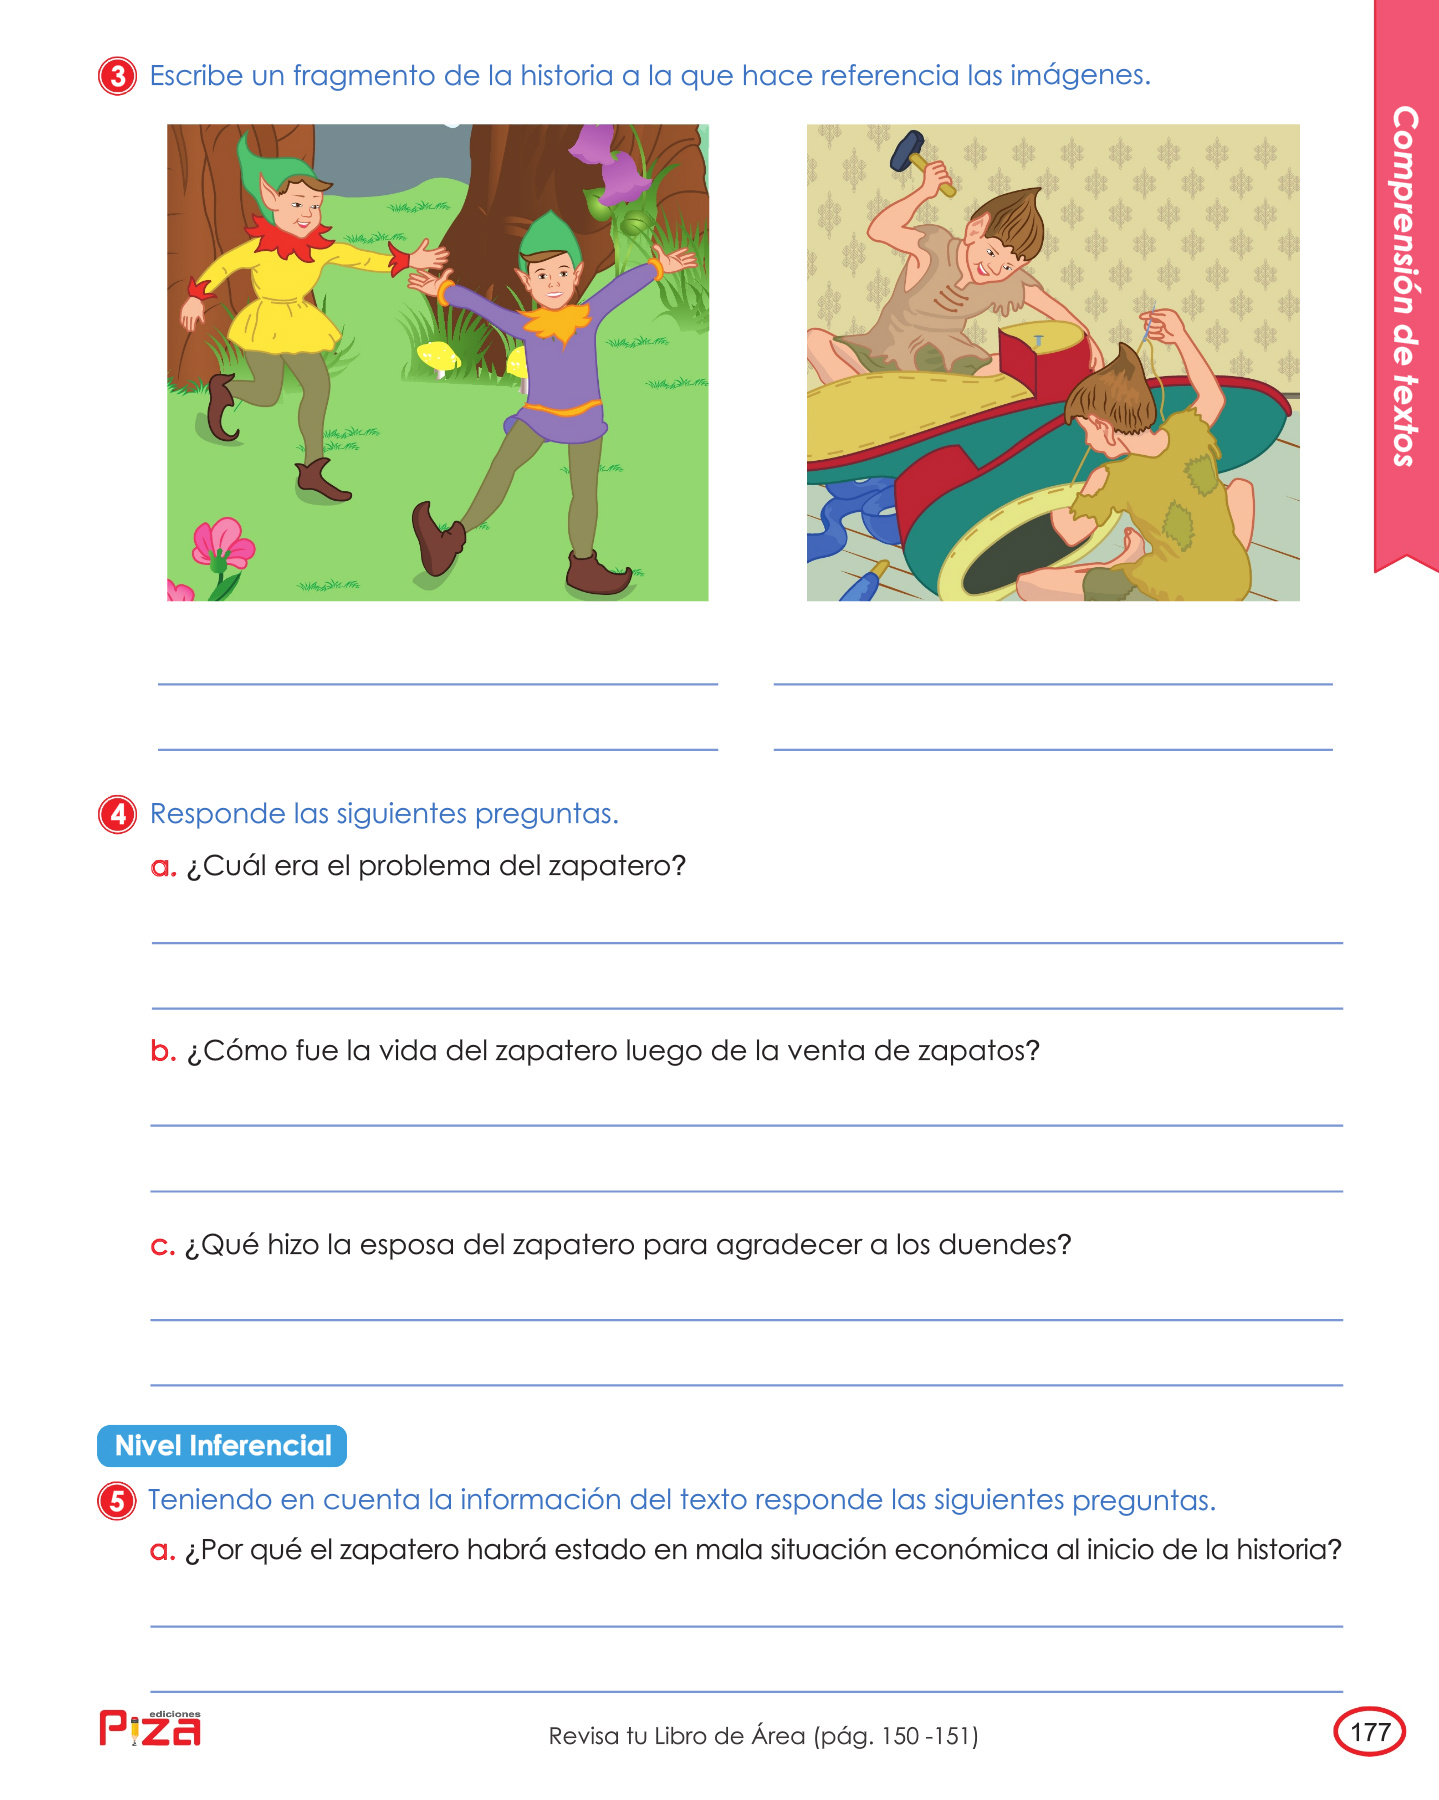 3 Escribe un fragmento de la historia a la que hace referencia las imágenes.
Comprensión de textos
4 Responde las siguientes preguntas.
a. ¿Cuál era el problema del zapatero?
b. ¿Cómo fue la vida del zapatero luego de la venta de zapatos?
c. ¿Qué hizo la esposa del zapatero para agradecer a los duendes?
Nivel Inferencial
5 Teniendo en cuenta la información del texto responde las siguientes preguntas.
a. ¿Por qué el zapatero habrá estado en mala situación económica al inicio de la historia?
ediciones
Piza
Revisa tu Libro de Área (pág. 150 -151)
177